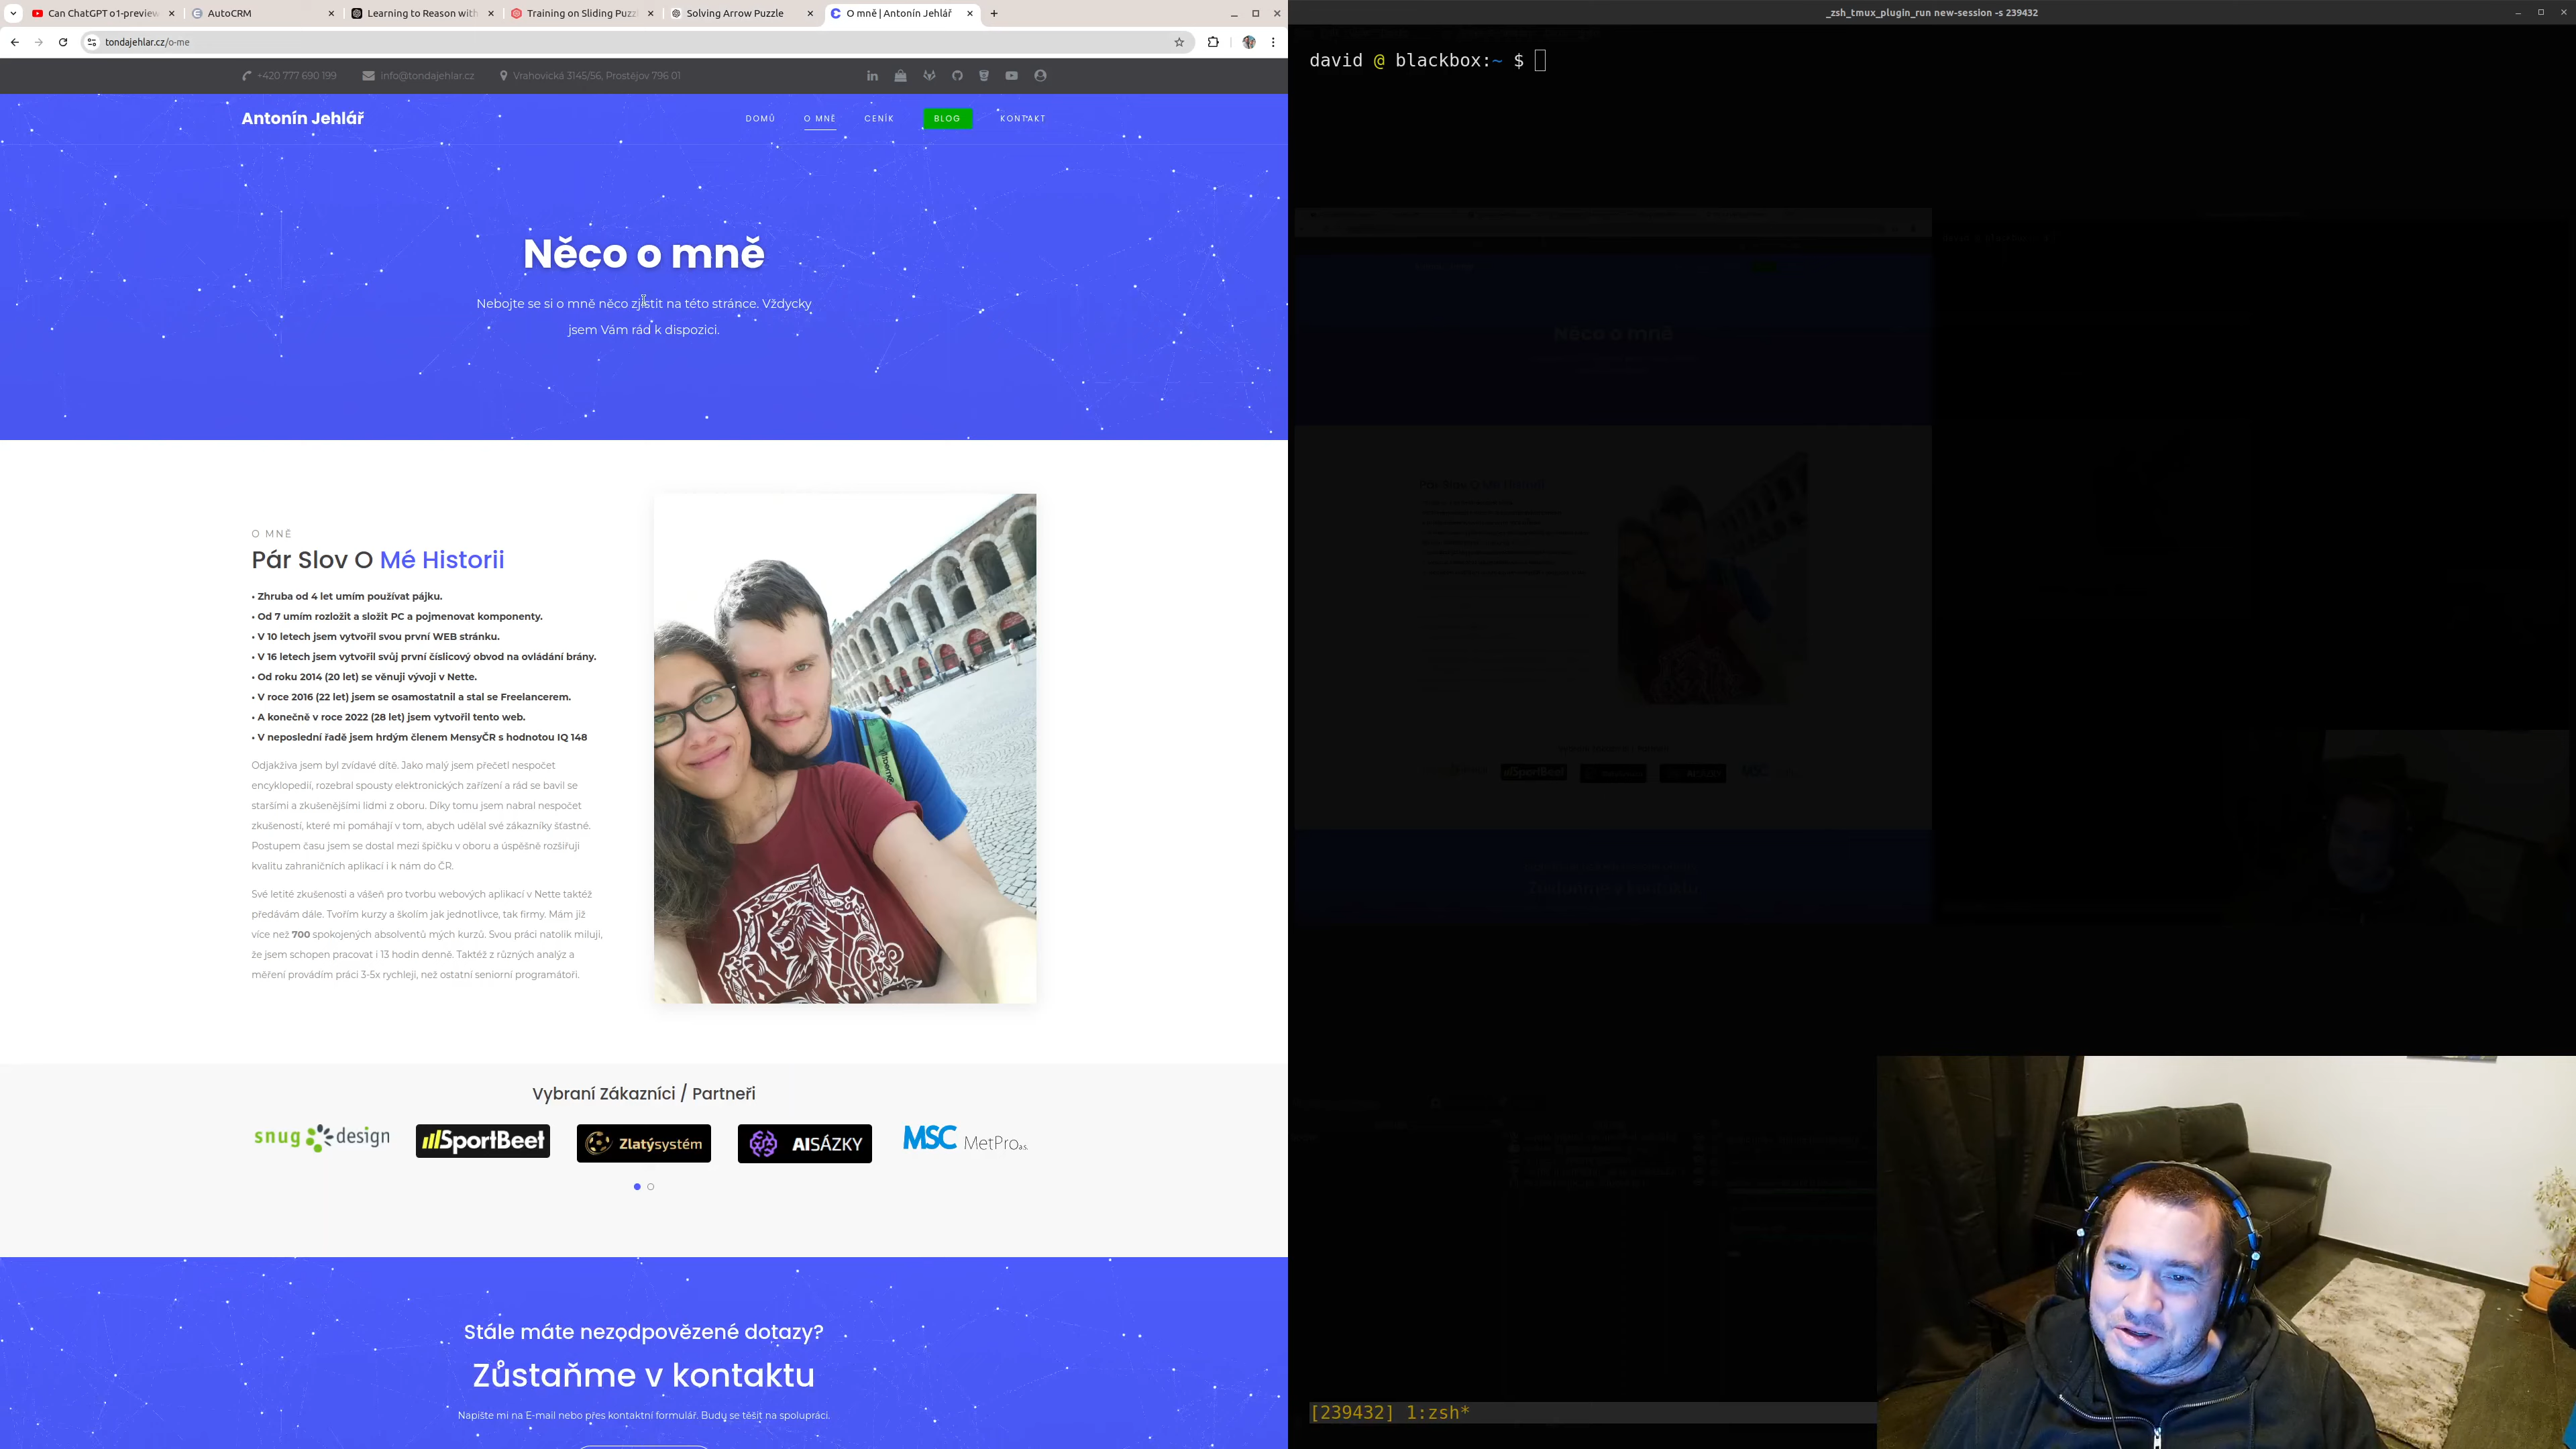 Can ChatGPT o1-preview
AutoCRM
Learning to Reason with
Training on Sliding Puzz
Solving Arrow Puzzle
O mně | Antonín Jehlář
tondajehlar.cz/o-me
+420 777 690 199
info@tondajehlar.cz
Vrahovická 3145/56, Prostějov 796 01
Antonín Jehlář
DOMŮ
O MNĚ
CENÍK
BLOG
KONTAKT
Něco o mně
Nebojte se si o mně něco zjistit na této stránce. Vždycky
jsem Vám rád k dispozici.
O MNĚ
Pár Slov O Mé Historii
• Zhruba od 4 let umím používat pájku.
• Od 7 umím rozložit a složit PC a pojmenovat komponenty.
• V 10 letech jsem vytvořil svou první WEB stránku.
• V 16 letech jsem vytvořil svůj první číslicový obvod na ovládání brány.
• Od roku 2014 (20 let) se věnuji vývoji v Nette.
• V roce 2016 (22 let) jsem se osamostatnil a stal se Freelancerem.
• A konečně v roce 2022 (28 let) jsem vytvořil tento web.
• V neposlední řadě jsem hrdým členem MensyČR s hodnotou IQ 148
Odjakživa jsem byl zvídavé dítě. Jako malý jsem přečetl nespočet
encyklopedií, rozebral spousty elektronických zařízení a rád se bavil se
staršími a zkušenějšími lidmi z oboru. Díky tomu jsem nabral nespočet
zkušeností, které mi pomáhají v tom, abych udělal své zákazníky šťastné.
Postupem času jsem se dostal mezi špičku v oboru a úspěšně rozšiřuji
kvalitu zahraničních aplikací i k nám do ČR.
Své letité zkušenosti a vášeň pro tvorbu webových aplikací v Nette taktéž
předávám dále. Tvořím kurzy a školím jak jednotlivce, tak firmy. Mám již
více než 700 spokojených absolventů mých kurzů. Svou práci natolik miluji,
že jsem schopen pracovat i 13 hodin denně. Taktéž z různých analýz a
měření provádím práci 3-5x rychleji, než ostatní seniorní programátoři.
Vybraní Zákazníci / Partneři
snug design
SportBeet
Zlatýsystém
AISÁZKY
MSC MetPro a.s.
Stále máte nezodpovězené dotazy?
Zůstaňme v kontaktu
Napište mi na E-mail nebo přes kontaktní formulář. Budu se těšit na spolupráci.
_zsh_tmux_plugin_run new-session -s 239432
david @ blackbox:~ $
Něco o mně
[239432] 1:zsh*